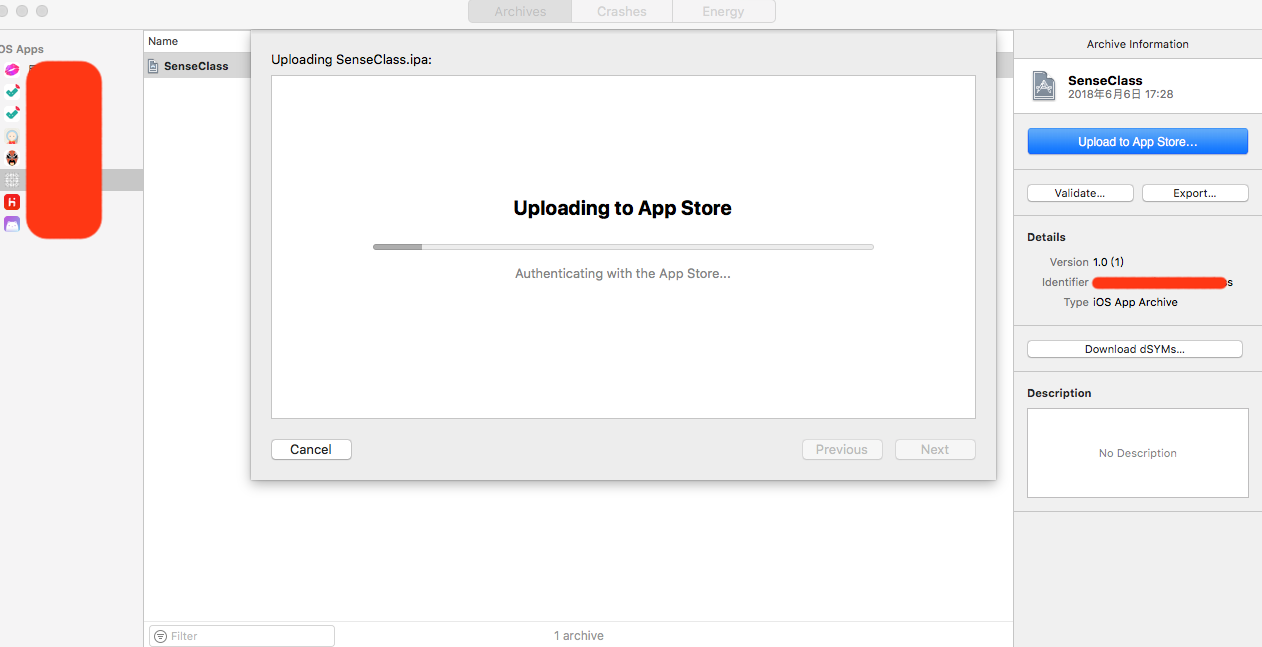 Archives
Crashes
Energy
OS Apps
Name
SenseClass
Uploading SenseClass.ipa:
Uploading to App Store
Authenticating with the App Store...
Cancel
Previous
Next
Filter
1 archive
Archive Information
SenseClass
2018年6月6日 17:28
Upload to App Store...
Validate...
Export...
Details
Version 1.0 (1)
Identifier s
Type iOS App Archive
Download dSYMs...
Description
No Description